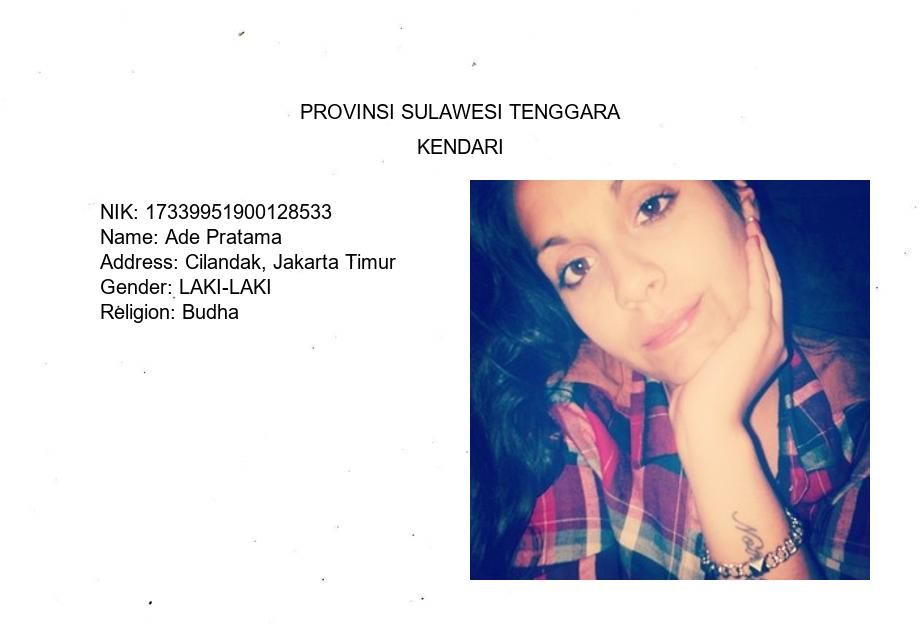 PROVINSI SULAWESI TENGGARA
KENDARI
NIK: 17339951900128533
Name: Ade Pratama
Address: Cilandak, Jakarta Timur
Gender: LAKI-LAKI
Religion: Budha